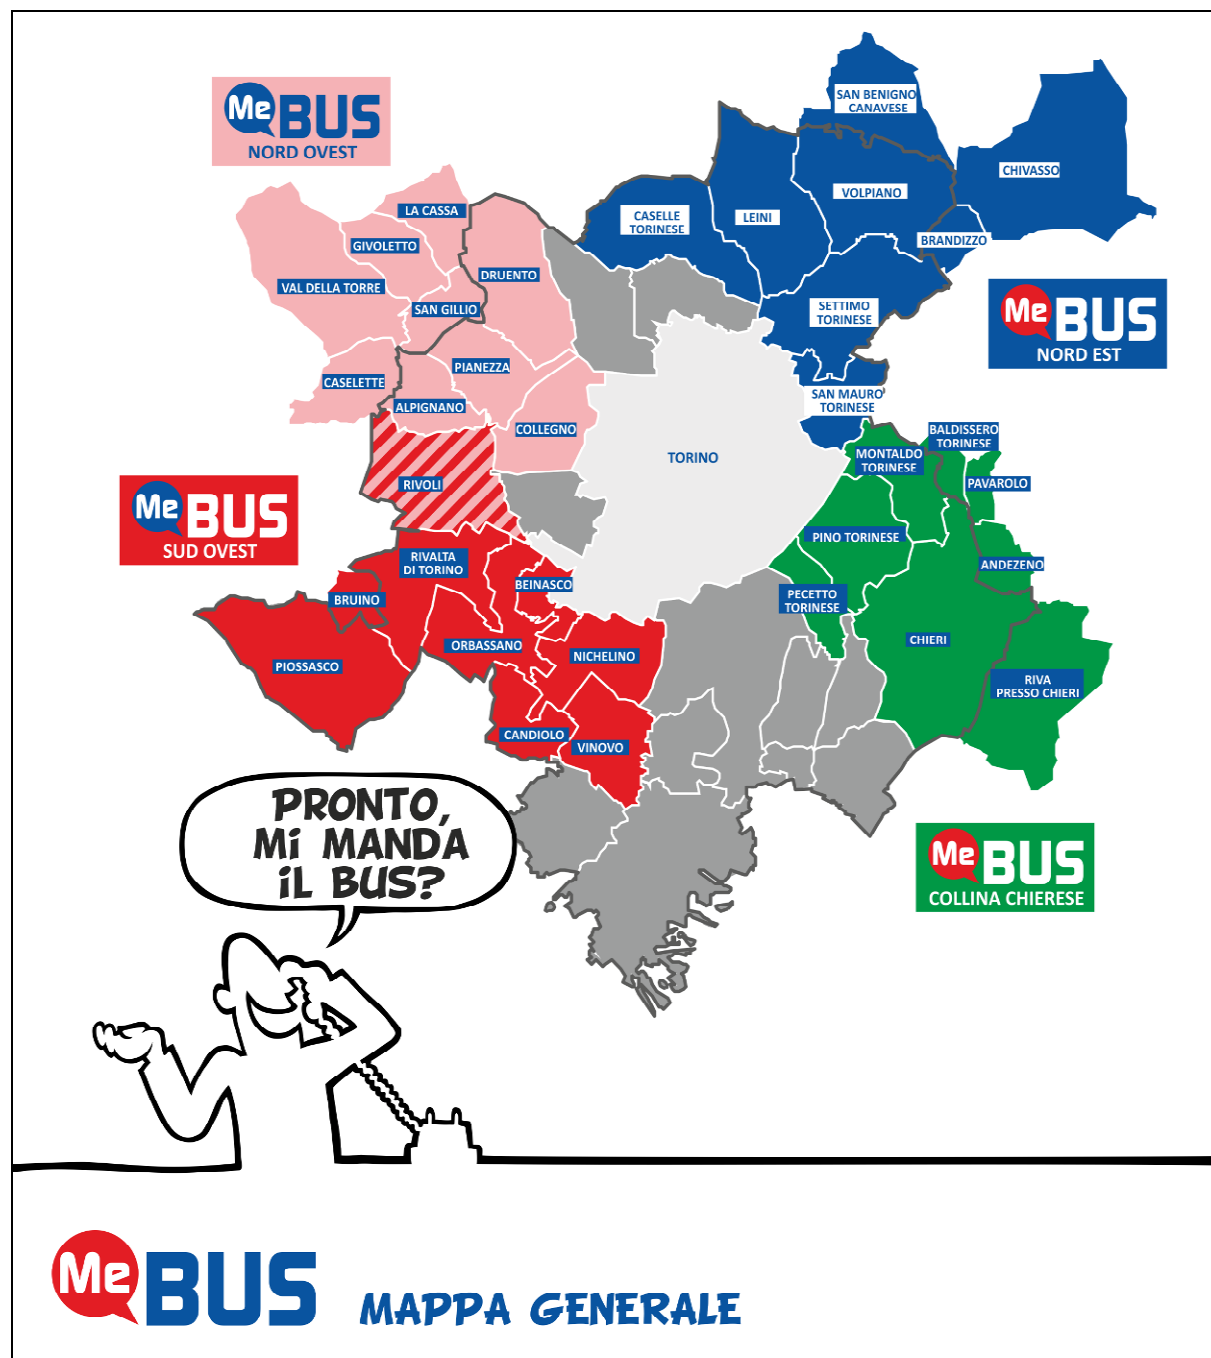 Me BUS
NORD OVEST
SAN BENIGNO
CANAVESE
CHIVASSO
VOLPIANO
LEINI
CASELLE
TORINESE
BRANDIZZO
SETTIMO
TORINESE
SAN MAURO
TORINESE
Me BUS
NORD EST
LA CASSA
GIVOLETTO
DRUENTO
VAL DELLA TORRE
SAN GILLIO
PIANEZZA
CASELETTE
ALPIGNANO
COLLEGNO
TORINO
RIVOLI
Me BUS
SUD OVEST
BALDISSERO
TORINESE
MONTALDO
TORINESE
PAVAROLO
PINO TORINESE
ANDEZENO
PECETTO
TORINESE
CHIERI
RIVA
PRESSO CHIERI
RIVALTA
DI TORINO
BEINASCO
BRUINO
ORBASSANO
NICHELINO
PIOSSASCO
CANDIOLO
VINOVO
Me BUS
COLLINA CHIERESE
PRONTO,
Mi MANDA
iL BUS?
Me BUS MAPPA GENERALE